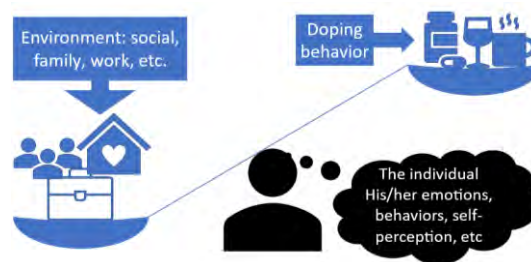 Environment: social,
family, work, etc.
Doping
behavior
The individual
His/her emotions,
behaviors, self-
perception, etc